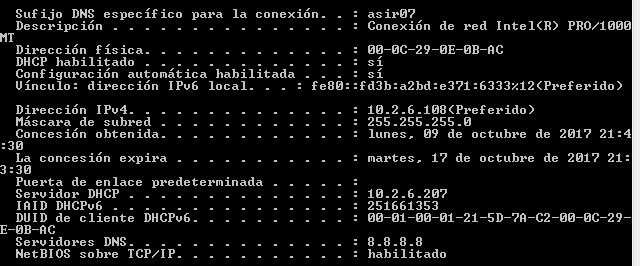 Sufijo DNS específico para la conexión. . : asir07
Descripción . . . . . . . . . . . . . . . : Conexión de red Intel(R) PRO/1000
MT
Dirección física. . . . . . . . . . . . . : 00-0C-29-0E-0B-AC
DHCP habilitado . . . . . . . . . . . . . : sí
Configuración automática habilitada . . . : sí
Vínculo: dirección IPv6 local. . . : fe80::fd3b:a2bd:e371:6333%12(Preferido)
Dirección IPv4. . . . . . . . . . . . . . : 10.2.6.108(Preferido)
Máscara de subred . . . . . . . . . . . . : 255.255.255.0
Concesión obtenida. . . . . . . . . . . . : lunes, 09 de octubre de 2017 21:4
:30
La concesión expira . . . . . . . . . . . : martes, 17 de octubre de 2017 21:
3:30
Puerta de enlace predeterminada . . . . . :
Servidor DHCP . . . . . . . . . . . . . . : 10.2.6.207
IAID DHCPv6 . . . . . . . . . . . . . . . : 251661353
DUID de cliente DHCPv6. . . . . . . . . . : 00-01-00-01-21-5D-7A-C2-00-0C-29-
E-0B-AC
Servidores DNS. . . . . . . . . . . . . . : 8.8.8.8
NetBIOS sobre TCP/IP. . . . . . . . . . . : habilitado